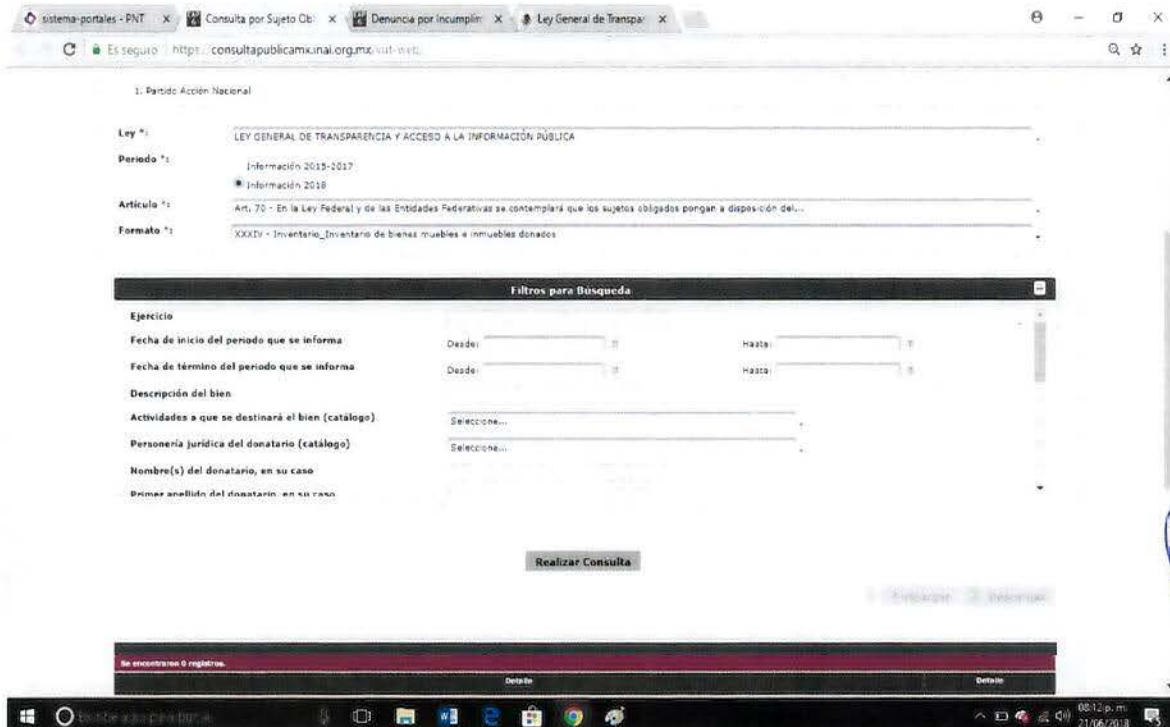 sistema-portales - PNT X
Consulta por Sujeto Ob X
Denuncia por Incumplim X
Ley General de Transpar X
Es seguro https: consultapublicamx.inai.org.mx/vut-web
1. Partido Acción Nacional
Ley *: LEY GENERAL DE TRANSPARENCIA Y ACCESO A LA INFORMACIÓN PÚBLICA
Periodo *: Información 2015-2017
Información 2018
Artículo *: Art. 70 - En la Ley Federal y de las Entidades Federativas se contemplará que los sujetos obligados pongan a disposición del...
Formato *: XXXIV - Inventario_Inventario de bienes muebles e inmuebles donados
Filtros para Búsqueda
Ejercicio
Fecha de inicio del periodo que se informa Desde: Hasta:
Fecha de término del periodo que se informa Desde: Hasta:
Descripción del bien
Actividades a que se destinará el bien (catálogo) Seleccione...
Personería jurídica del donatario (catálogo) Seleccione...
Nombre(s) del donatario, en su caso
Primer apellido del donatario, en su caso
Realizar Consulta
Descargar
Se encontraron 0 registros.
Detalle Detalle
08:12 p. m.
21/06/2018